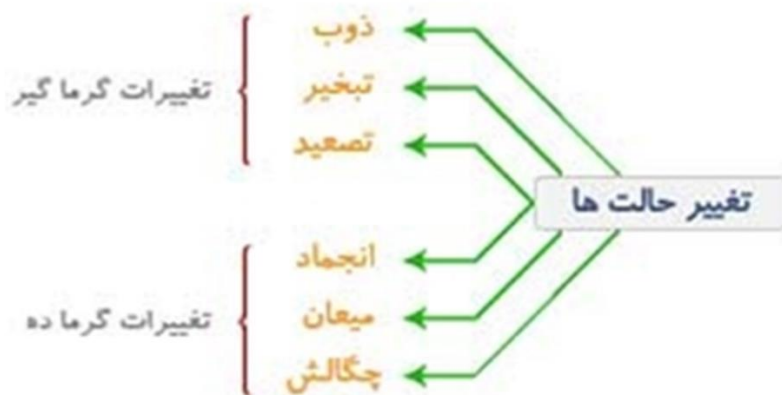 تغییر حالت ها
ذوب
تبخیر
تصعید
تغییرات گرما گیر
انجماد
میعان
چگالش
تغییرات گرما ده